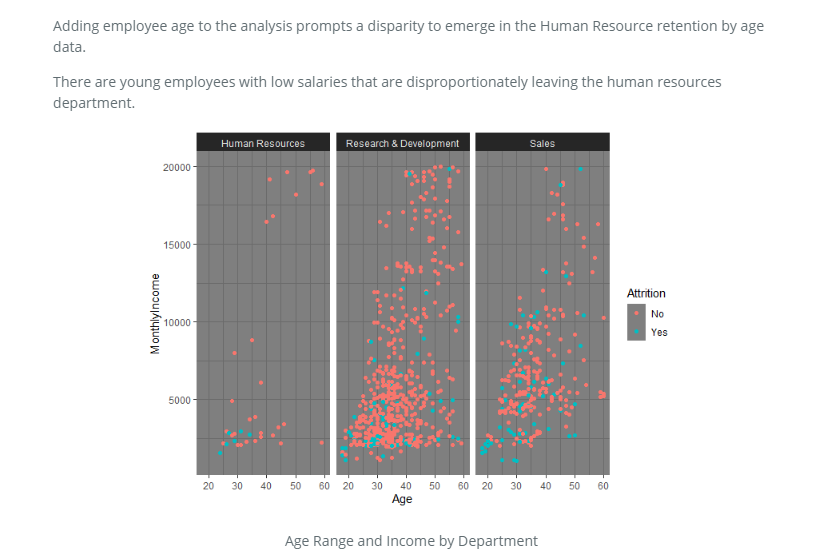 Adding employee age to the analysis prompts a disparity to emerge in the Human Resource retention by age
data.
There are young employees with low salaries that are disproportionately leaving the human resources
department.
Human Resources
Research & Development
Sales
20000
15000
10000
5000
MonthlyIncome
Attrition
No
Yes
20 30 40 50 60 20 30 40 50 60 20 30 40 50 60
Age
Age Range and Income by Department